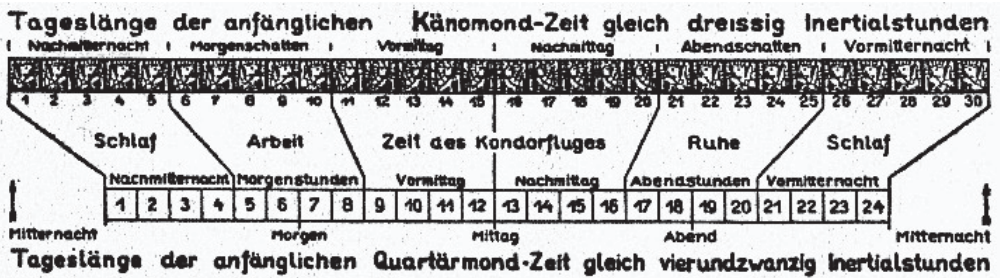 Tageslänge der anfänglichen Känomond-Zeit gleich dreissig Inertialstunden
Nachmitternacht Morgenschatten Vormittag Nachmittag Abendschatten Vormitternacht
1 2 3 4 5 6 7 8 9 10 11 12 13 14 15 16 17 18 19 20 21 22 23 24 25 26 27 28 29 30
Schlaf Arbeit Zeit des Kondorfluges Ruhe Schlaf
Nachmitternacht Morgenstunden Vormittag Nachmittag Abendstunden Vormitternacht
1 2 3 4 5 6 7 8 9 10 11 12 13 14 15 16 17 18 19 20 21 22 23 24
Mitternacht Morgen Mittag Abend Mitternacht
Tageslänge der anfänglichen Quartärmond-Zeit gleich vierundzwanzig Inertialstunden